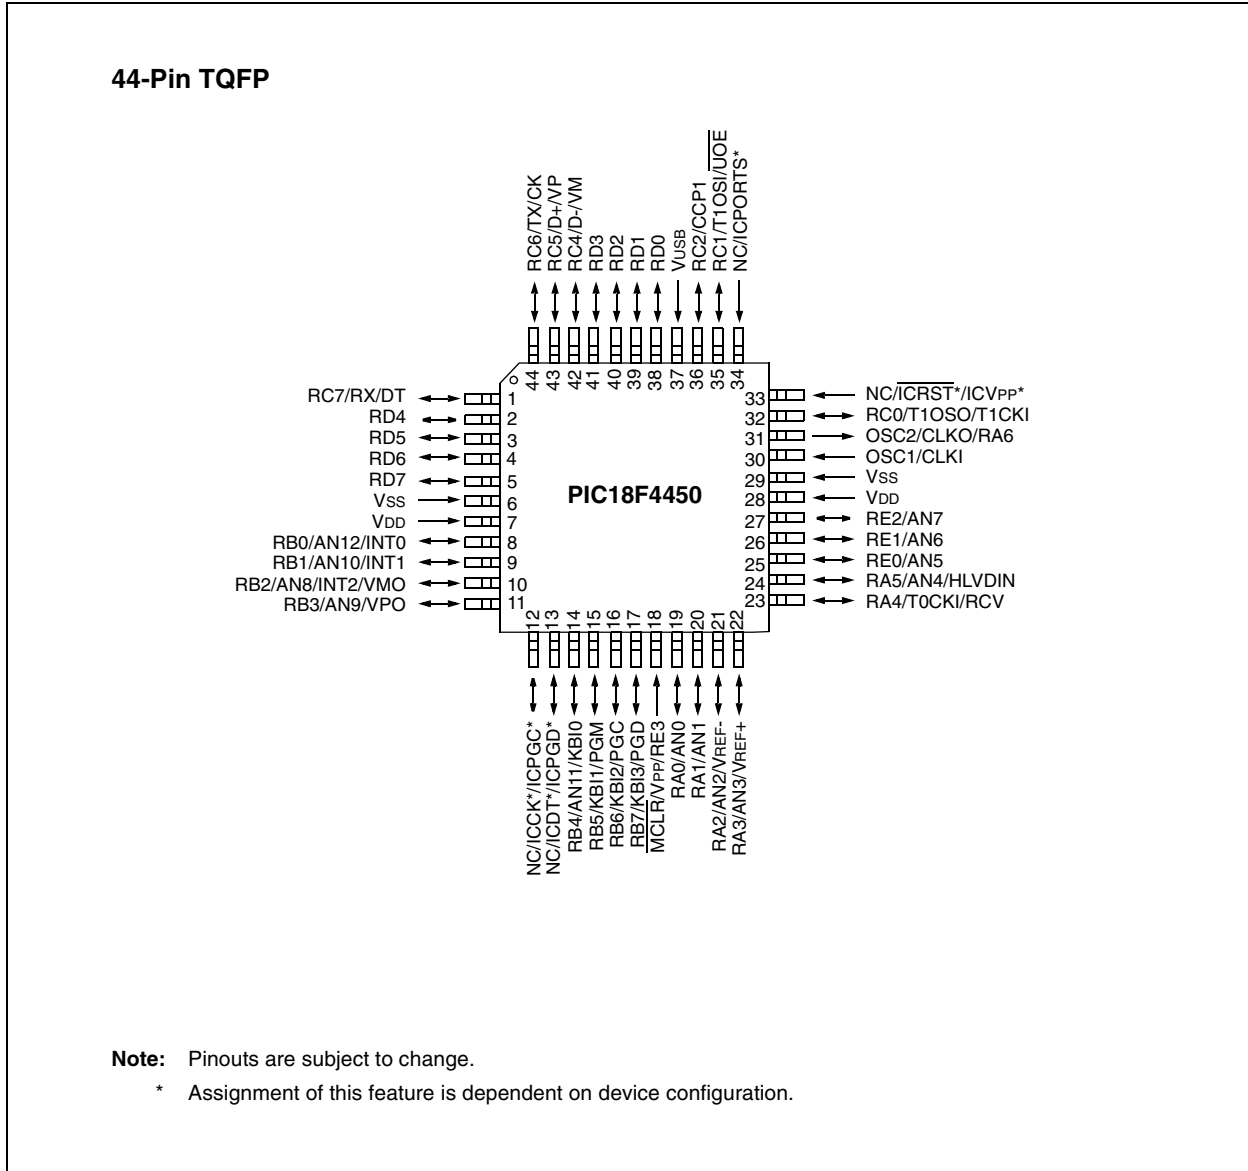 44-Pin TQFP
RC6/TX/CK
RC5/D+/VP
RC4/D-/VM
RD3
RD2
RD1
RD0
VUSB
RC2/CCP1
RC1/T1OSI/UOE
NC/ICPORTS*
44
43
42
41
40
39
38
37
36
35
34
RC7/RX/DT 1
RD4 2
RD5 3
RD6 4
RD7 5
VSS 6
VDD 7
RB0/AN12/INT0 8
RB1/AN10/INT1 9
RB2/AN8/INT2/VMO 10
RB3/AN9/VPO 11
PIC18F4450
33 NC/ICRST*/ICVPP*
32 RC0/T1OSO/T1CKI
31 OSC2/CLKO/RA6
30 OSC1/CLKI
29 VSS
28 VDD
27 RE2/AN7
26 RE1/AN6
25 RE0/AN5
24 RA5/AN4/HLVDIN
23 RA4/T0CKI/RCV
12
13
14
15
16
17
18
19
20
21
22
NC/ICCK*/ICPGC*
NC/ICDT*/ICPGD*
RB4/AN11/KBI0
RB5/KBI1/PGM
RB6/KBI2/PGC
RB7/KBI3/PGD
MCLR/VPP/RE3
RA0/AN0
RA1/AN1
RA2/AN2/VREF-
RA3/AN3/VREF+
Note: Pinouts are subject to change.
* Assignment of this feature is dependent on device configuration.